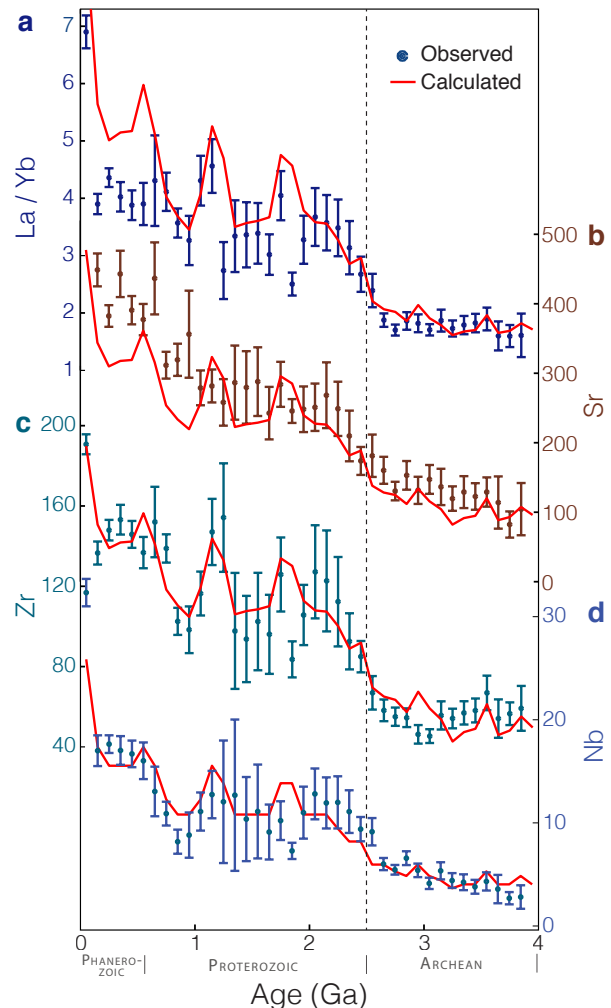 a
7
6
5
4
3
2
1
La / Yb
Observed
Calculated
b
500
400
300
200
100
0
Sr
c
200
160
120
80
40
Zr
d
30
20
10
0
Nb
0 1 2 3 4
PHANERO-
ZOIC
PROTEROZOIC
ARCHEAN
Age (Ga)